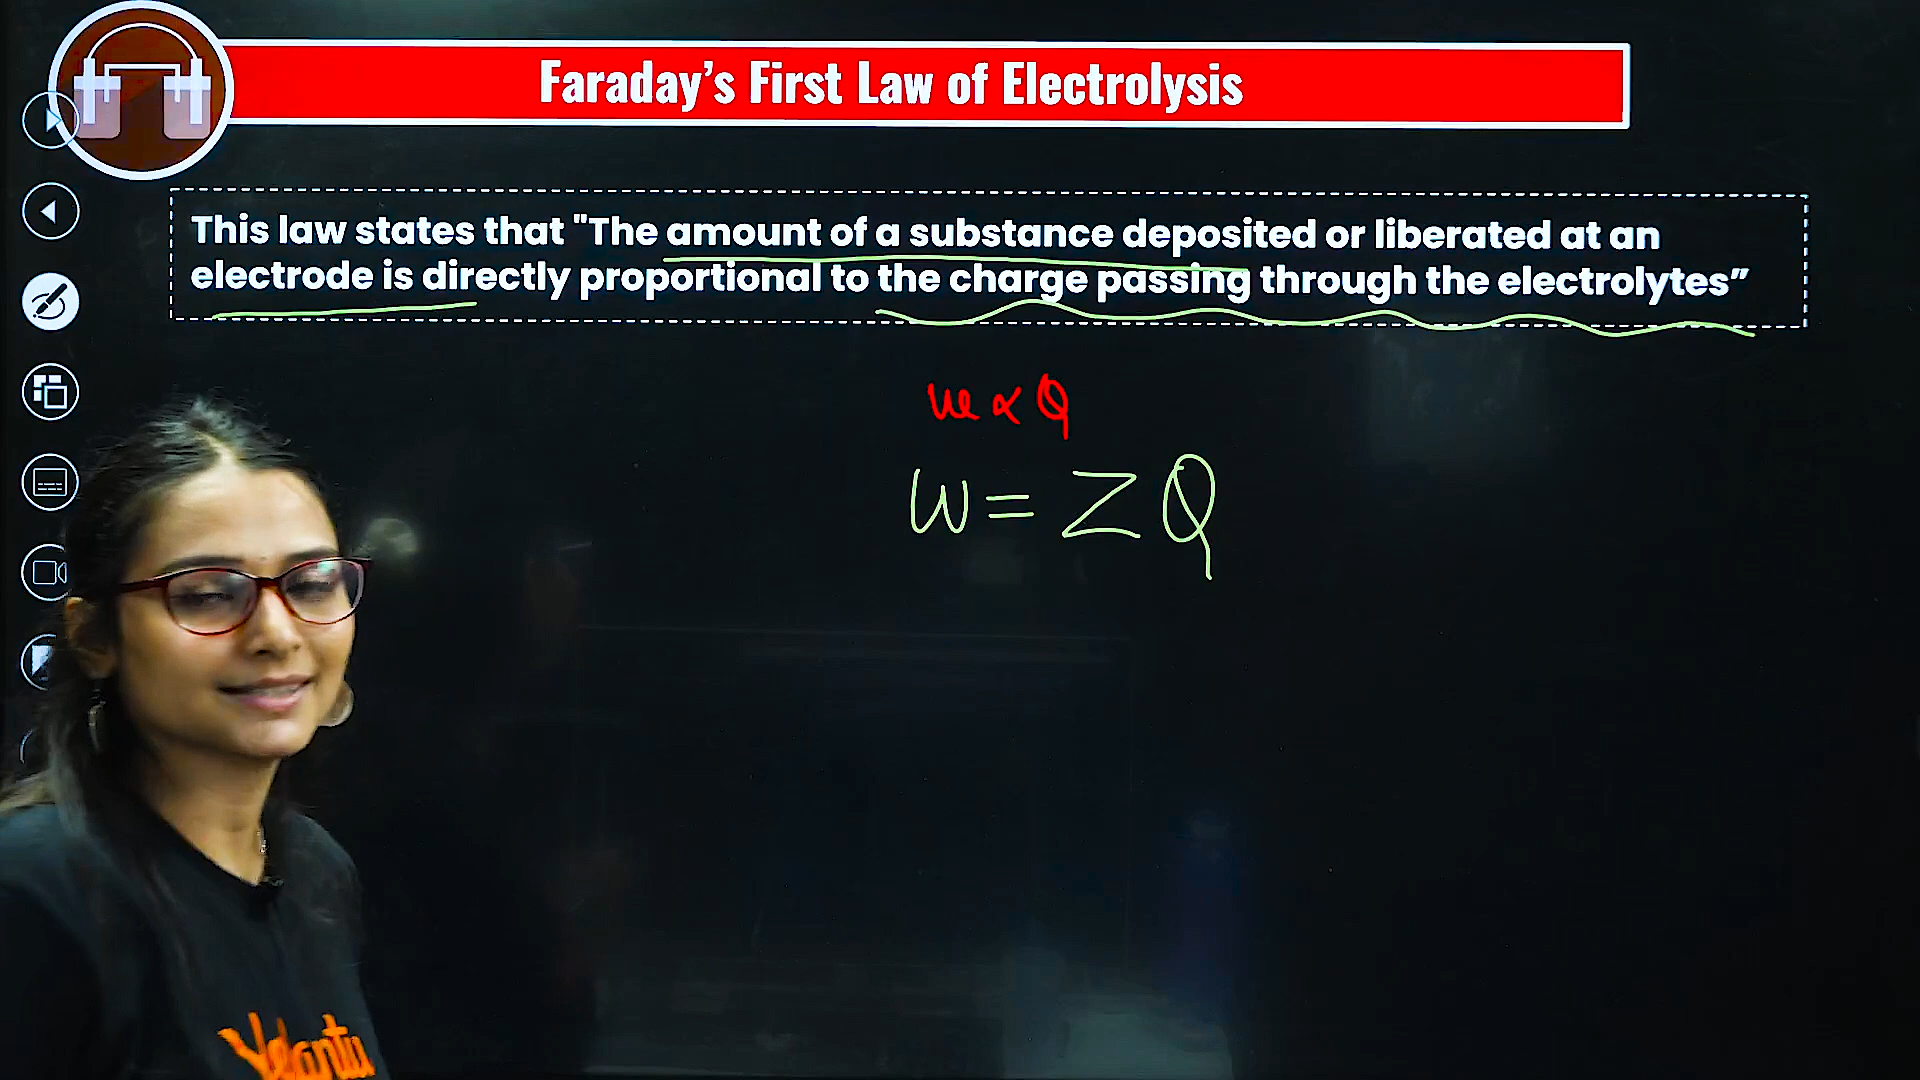 Faraday's First Law of Electrolysis
This law states that "The amount of a substance deposited or liberated at an
electrode is directly proportional to the charge passing through the electrolytes”
w ∝ Q
W = Z Q
Vedantu